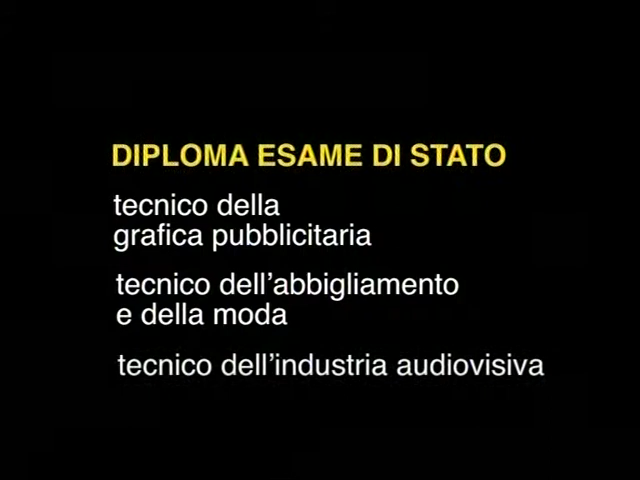 DIPLOMA ESAME DI STATO
tecnico della
grafica pubblicitaria
tecnico dell'abbigliamento
e della moda
tecnico dell'industria audiovisiva